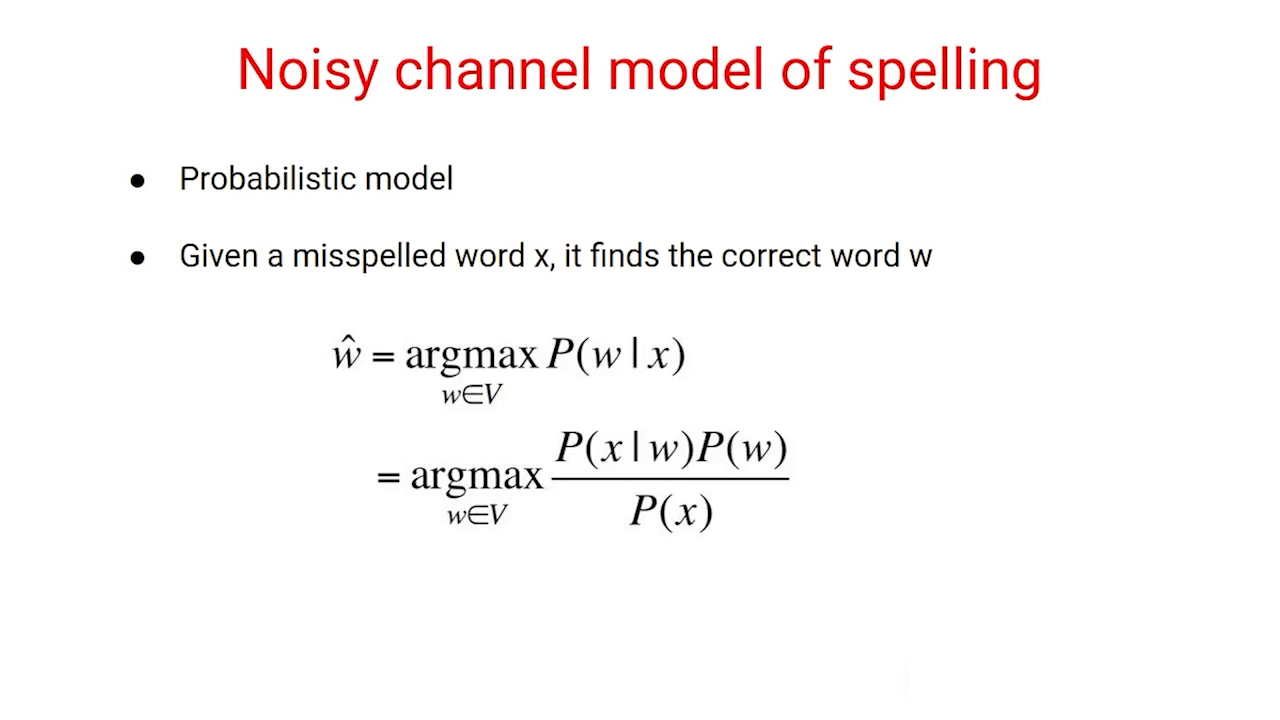 Noisy channel model of spelling
● Probabilistic model
● Given a misspelled word x, it finds the correct word w
ŵ = argmax P(w | x)
w∈V
= argmax P(x | w)P(w)
w∈V P(x)